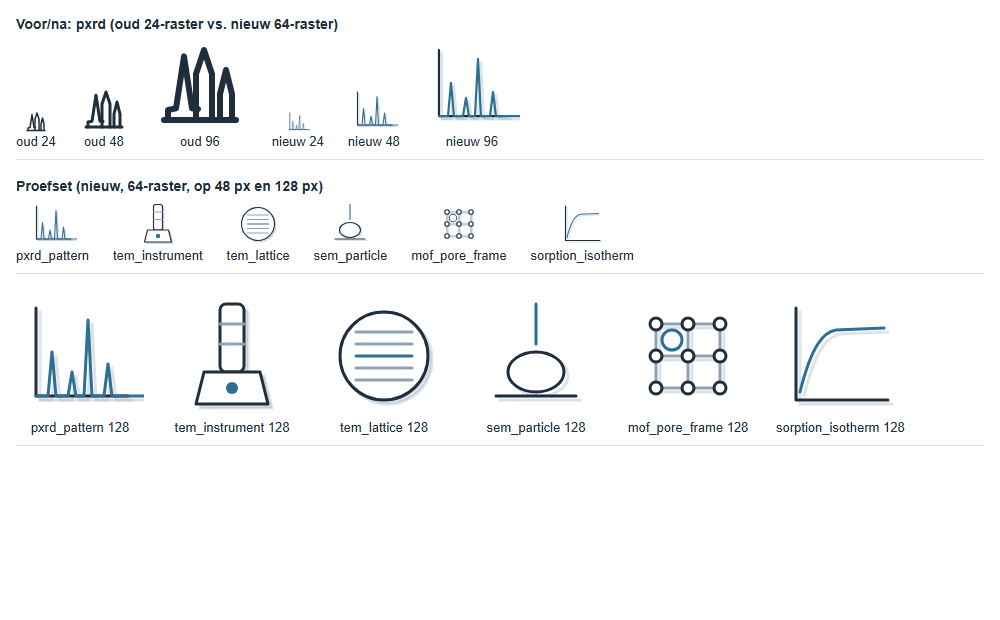 Voor/na: pxrd (oud 24-raster vs. nieuw 64-raster)
oud 24 oud 48 oud 96 nieuw 24 nieuw 48 nieuw 96
Proefset (nieuw, 64-raster, op 48 px en 128 px)
pxrd_pattern tem_instrument tem_lattice sem_particle mof_pore_frame sorption_isotherm
pxrd_pattern 128 tem_instrument 128 tem_lattice 128 sem_particle 128 mof_pore_frame 128 sorption_isotherm 128